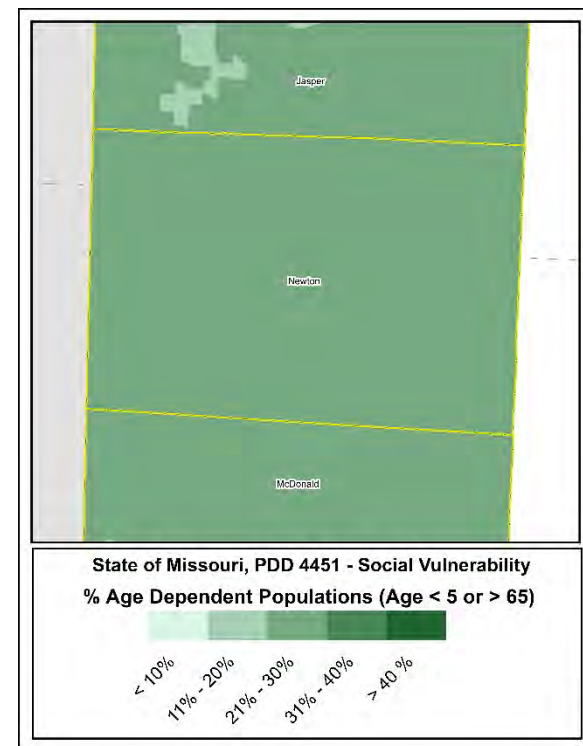 Jasper
Newton
McDonald
State of Missouri, PDD 4451 - Social Vulnerability
% Age Dependent Populations (Age < 5 or > 65)
< 10%
11% - 20%
21% - 30%
31% - 40%
> 40 %